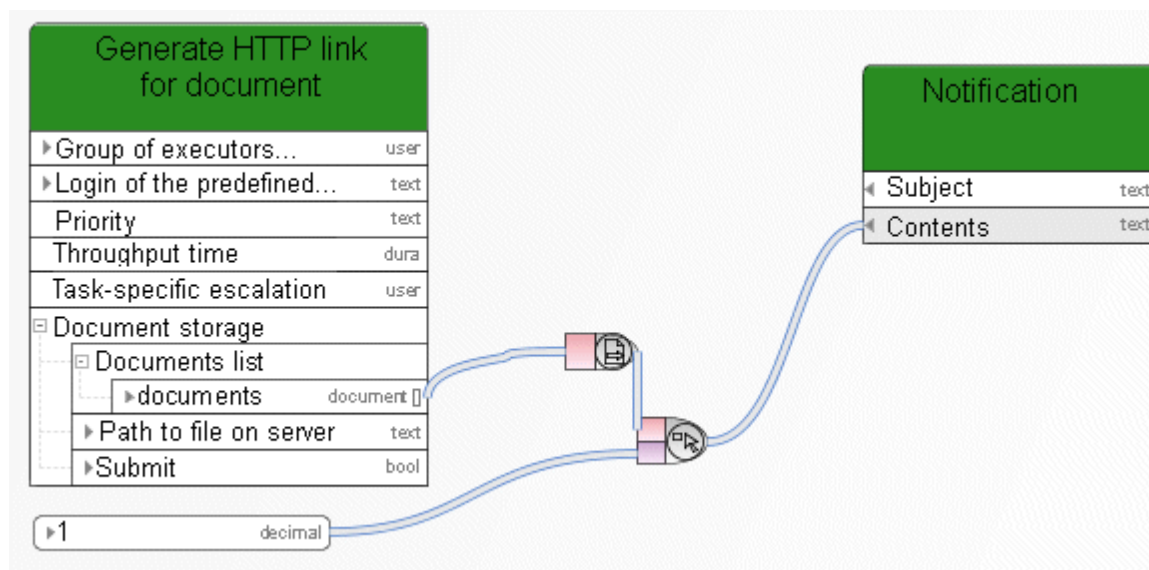 Generate HTTP link
for document
Group of executors... user
Login of the predefined... text
Priority text
Throughput time dura
Task-specific escalation user
Document storage
Documents list
documents document []
Path to file on server text
Submit bool
1 decimal
Notification
Subject text
Contents text